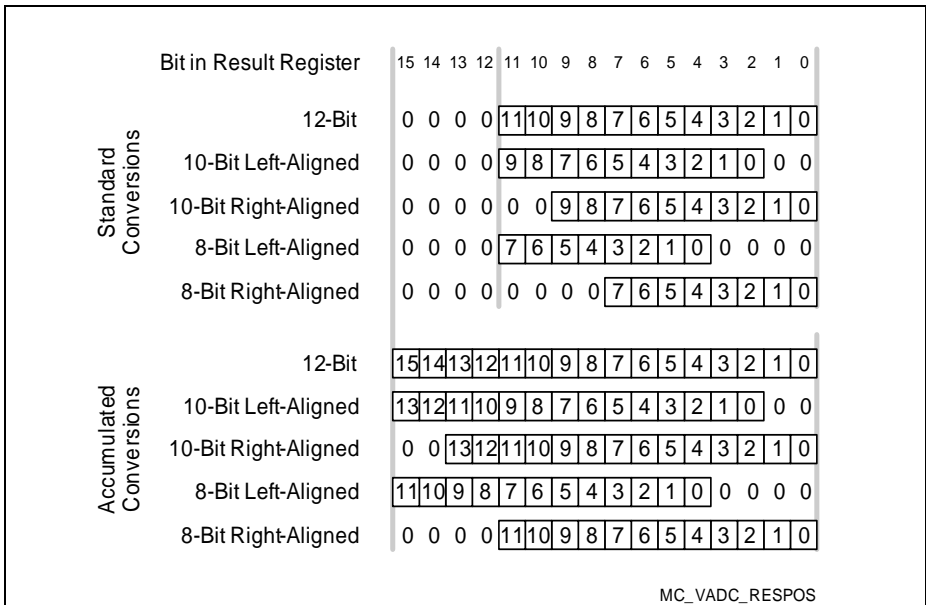 Bit in Result Register 15 14 13 12 11 10 9 8 7 6 5 4 3 2 1 0
Standard Conversions
12-Bit 0 0 0 0 11 10 9 8 7 6 5 4 3 2 1 0
10-Bit Left-Aligned 0 0 0 0 9 8 7 6 5 4 3 2 1 0 0 0
10-Bit Right-Aligned 0 0 0 0 0 0 9 8 7 6 5 4 3 2 1 0
8-Bit Left-Aligned 0 0 0 0 7 6 5 4 3 2 1 0 0 0 0 0
8-Bit Right-Aligned 0 0 0 0 0 0 0 0 7 6 5 4 3 2 1 0
Accumulated Conversions
12-Bit 15 14 13 12 11 10 9 8 7 6 5 4 3 2 1 0
10-Bit Left-Aligned 13 12 11 10 9 8 7 6 5 4 3 2 1 0 0 0
10-Bit Right-Aligned 0 0 13 12 11 10 9 8 7 6 5 4 3 2 1 0
8-Bit Left-Aligned 11 10 9 8 7 6 5 4 3 2 1 0 0 0 0 0
8-Bit Right-Aligned 0 0 0 0 11 10 9 8 7 6 5 4 3 2 1 0
MC_VADC_RESPOS